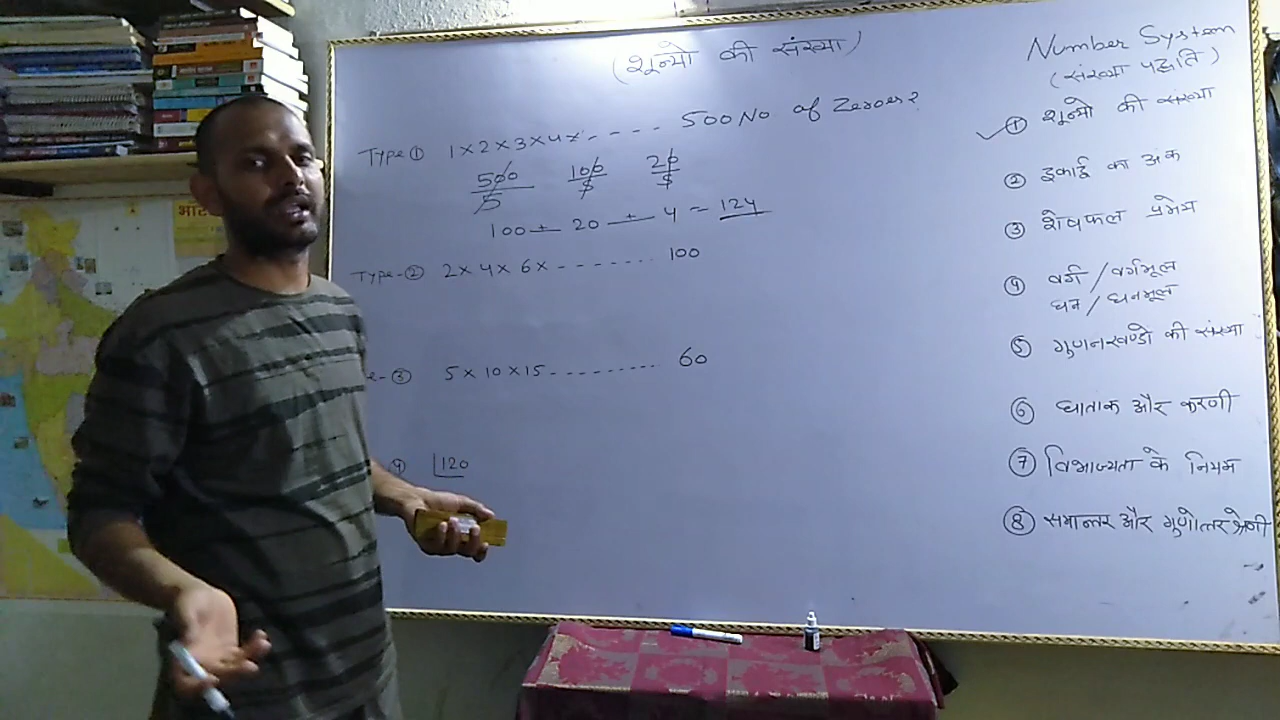 (शून्यो की संख्या)
Type ① 1×2×3×4×---- 500 No of Zeroes?
500/5 100/5 20/5
100 + 20 + 4 = 124
Type-② 2×4×6×------- 100
e-③ 5×10×15--------- 60
④ |120
Number System
(संख्या पद्धति)
① शून्यो की संख्या
② इकाई का अंक
③ शेषफल प्रमेय
④ वर्ग/वर्गमूल
घन/घनमूल
⑤ गुणनखण्डो की संख्या
⑥ घाताक और करणी
⑦ विभाज्यता के नियम
⑧ समान्तर और गुणोत्तर श्रेणी
भारत